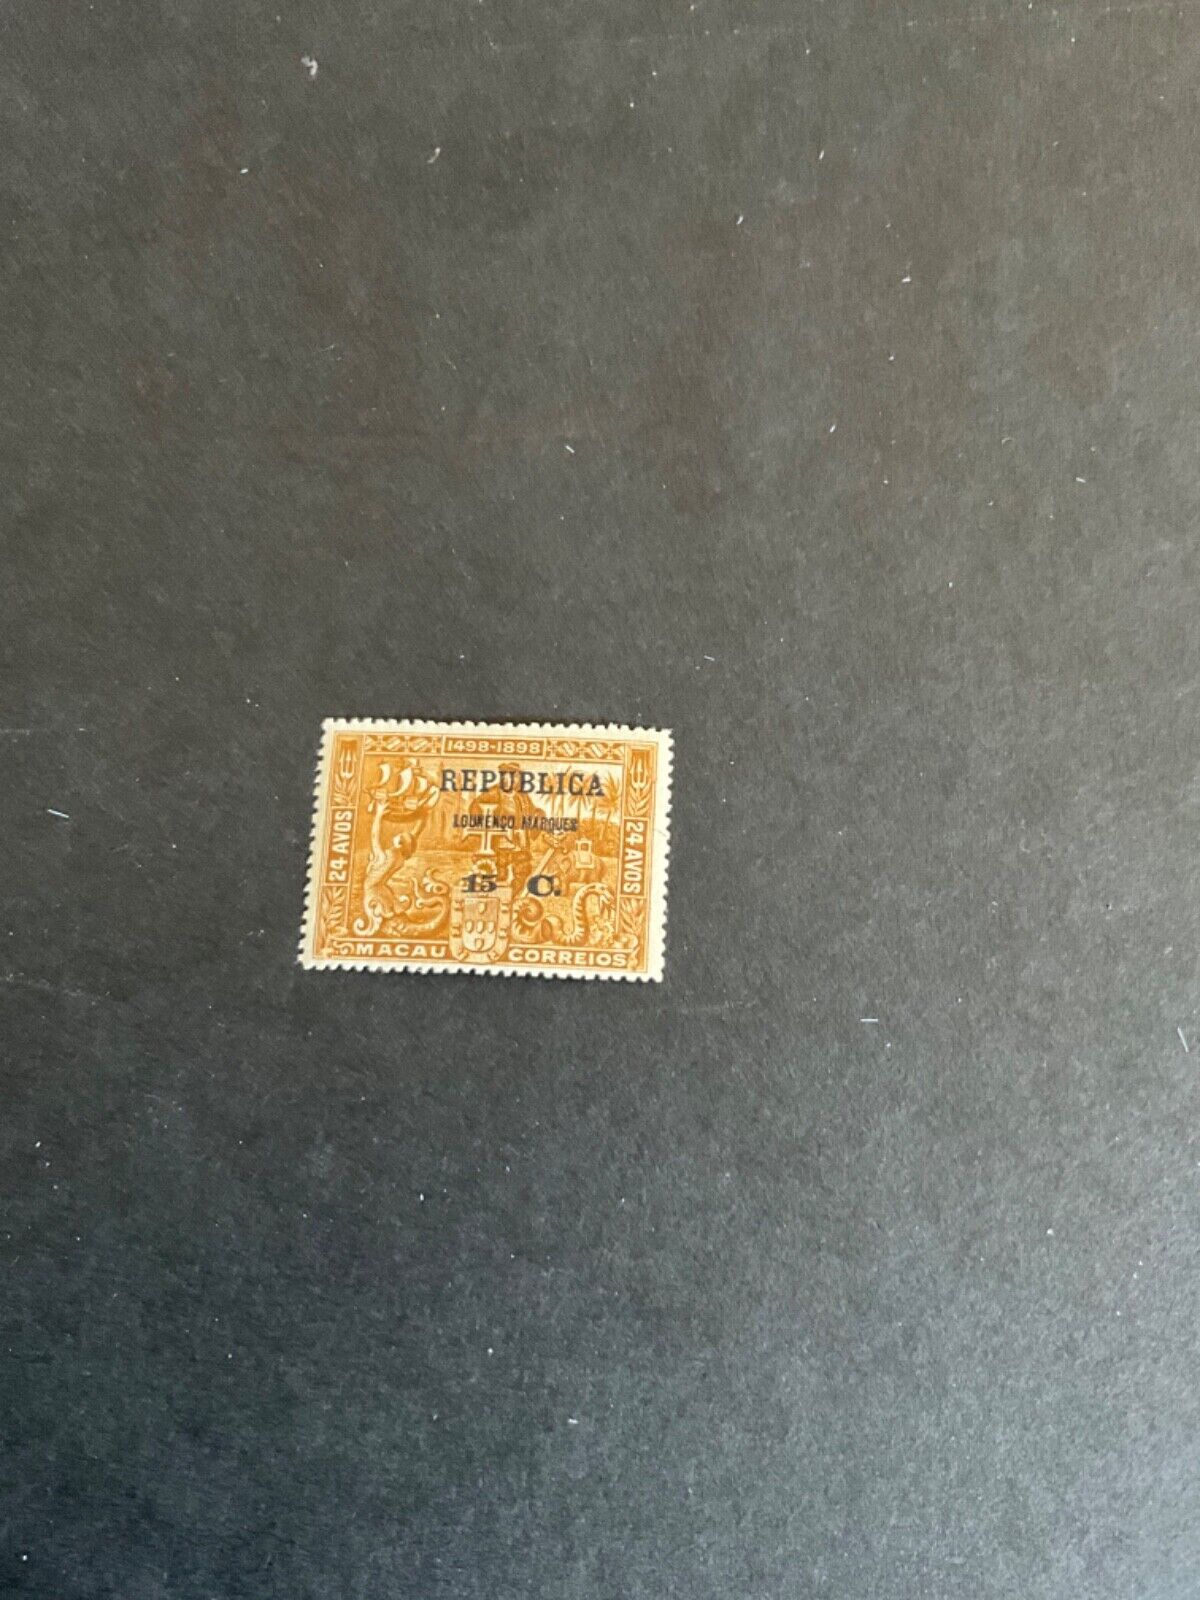 1498-1898
REPUBLICA
LOURENÇO MARQUES
24 AVOS
24 AVOS
15 C.
MACAU CORREIOS